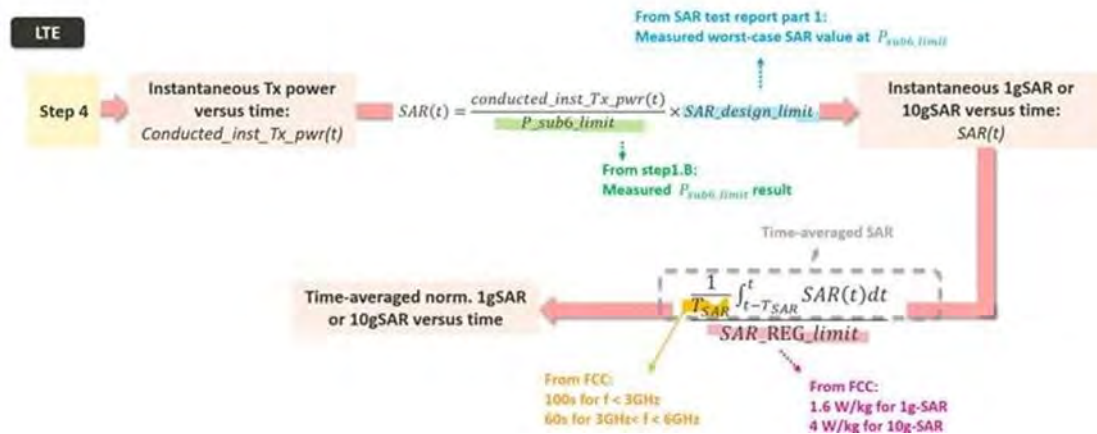 LTE
From SAR test report part 1:
Measured worst-case SAR value at P_sub6_limit
Step 4
Instantaneous Tx power
versus time:
Conducted_inst_Tx_pwr(t)
SAR(t) = conducted_inst_Tx_pwr(t) / P_sub6_limit × SAR_design_limit
Instantaneous 1gSAR or
10gSAR versus time:
SAR(t)
From step1.B:
Measured P_sub6_limit result
Time-averaged SAR
Time-averaged norm. 1gSAR
or 10gSAR versus time
1/T_SAR ∫_{t−T_SAR}^{t} SAR(t)dt
SAR_REG_limit
From FCC:
100s for f < 3GHz
60s for 3GHz< f < 6GHz
From FCC:
1.6 W/kg for 1g-SAR
4 W/kg for 10g-SAR